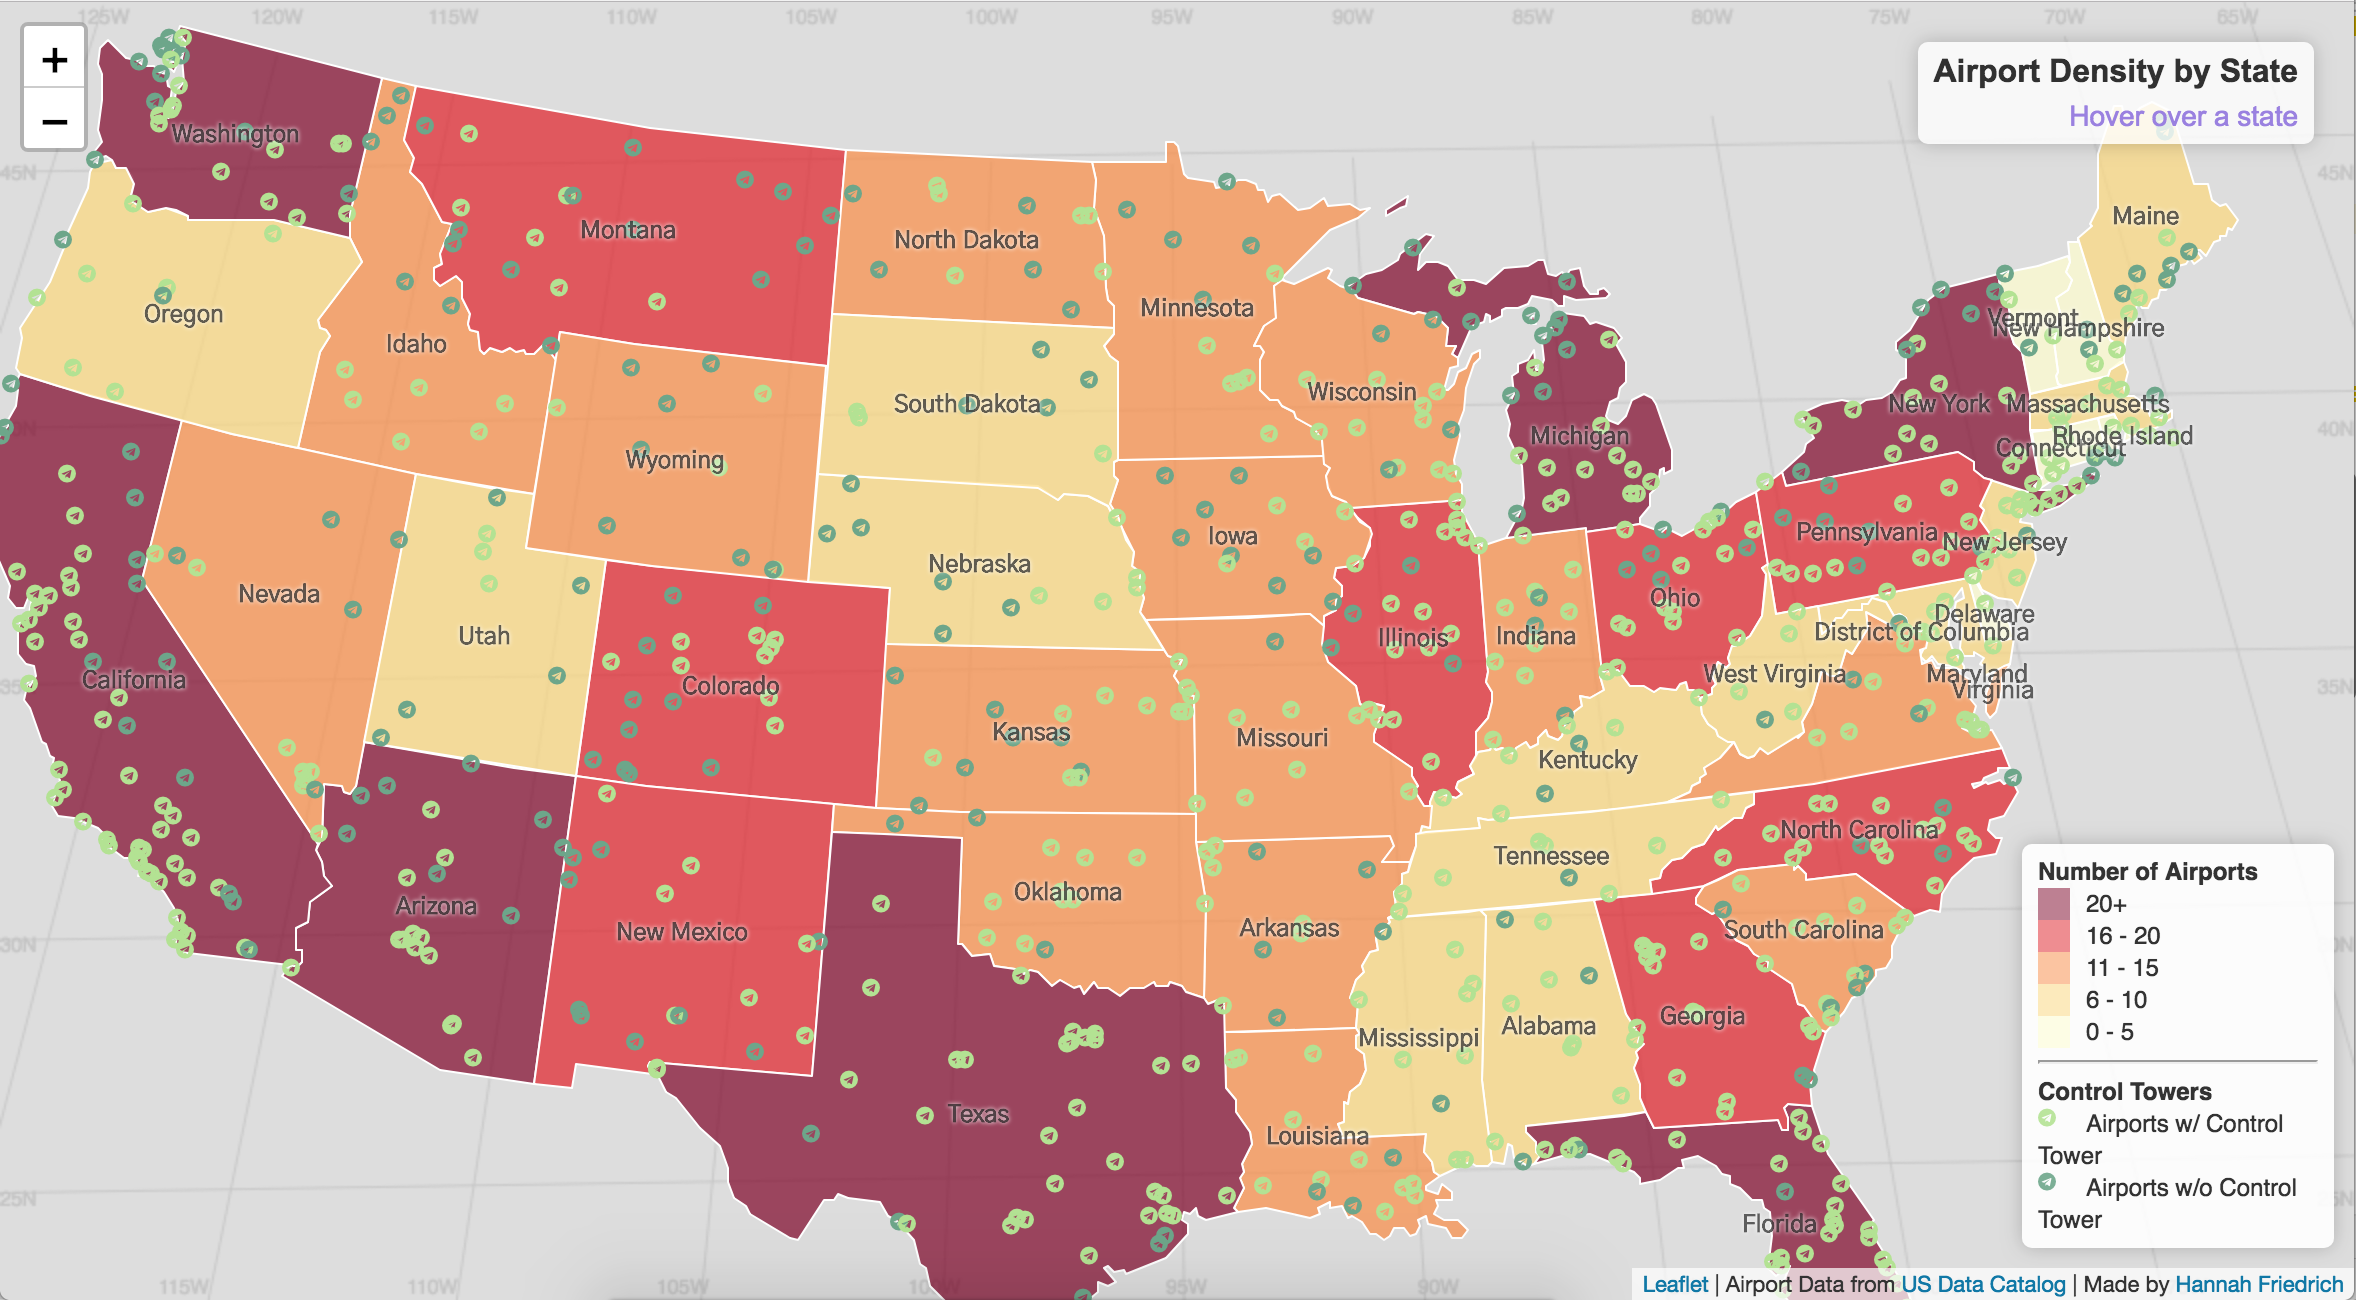 125W 120W 115W 110W 105W 100W 95W 90W 85W 80W 75W 70W 65W
+
−
Airport Density by State
Hover over a state
Washington
45N
45N
Montana
North Dakota
Maine
Oregon
Minnesota
Vermont
New Hampshire
Idaho
Wisconsin
South Dakota
New York
Massachusetts
40N
Michigan
Rhode Island
Connecticut
Wyoming
Iowa
Pennsylvania
New Jersey
Nebraska
Nevada
Ohio
Delaware
Utah
Illinois
Indiana
District of Columbia
California
35N
Colorado
West Virginia
Maryland
35N
Virginia
Kansas
Missouri
Kentucky
North Carolina
Tennessee
Oklahoma
Arizona
New Mexico
Arkansas
South Carolina
30N
Georgia
Alabama
Mississippi
Texas
Louisiana
25N
Florida
Number of Airports
20+
16 - 20
11 - 15
6 - 10
0 - 5
Control Towers
Airports w/ Control
Tower
Airports w/o Control
Tower
115W 110W 105W 100W 95W 90W
Leaflet | Airport Data from US Data Catalog | Made by Hannah Friedrich